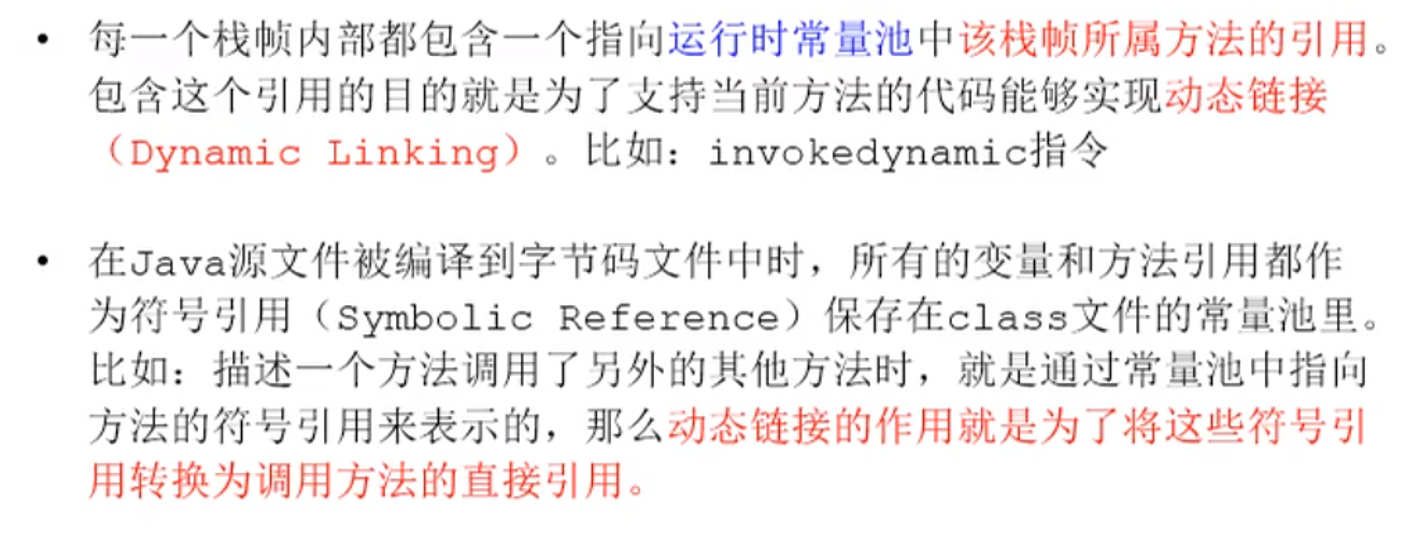 • 每一个栈帧内部都包含一个指向运行时常量池中该栈帧所属方法的引用。
包含这个引用的目的就是为了支持当前方法的代码能够实现动态链接
（Dynamic Linking）。比如：invokedynamic指令
• 在Java源文件被编译到字节码文件中时，所有的变量和方法引用都作
为符号引用（Symbolic Reference）保存在class文件的常量池里。
比如：描述一个方法调用了另外的其他方法时，就是通过常量池中指向
方法的符号引用来表示的，那么动态链接的作用就是为了将这些符号引
用转换为调用方法的直接引用。